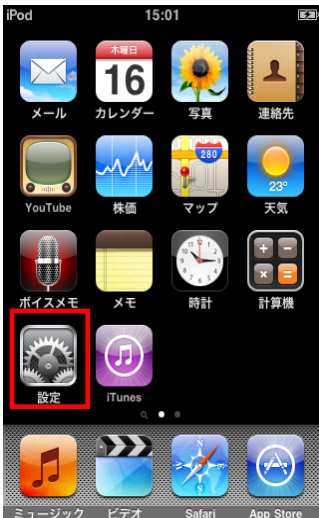 iPod 15:01
木曜日
16
メール カレンダー 写真 連絡先
280
23°
YouTube 株価 マップ 天気
ボイスメモ メモ 時計 計算機
設定 iTunes
ミュージック ビデオ Safari App Store